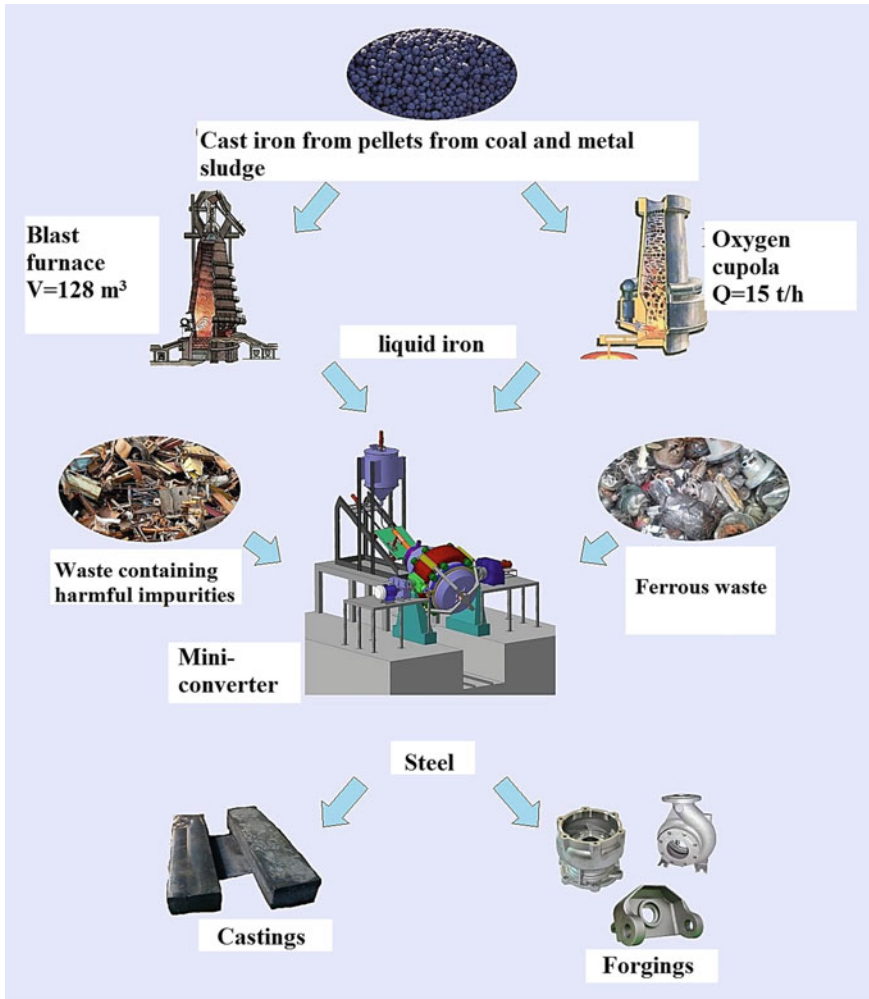 Cast iron from pellets from coal and metal
sludge
Blast
furnace
V=128 m³
Oxygen
cupola
Q=15 t/h
liquid iron
Waste containing
harmful impurities
Ferrous waste
Mini-
converter
Steel
Castings
Forgings